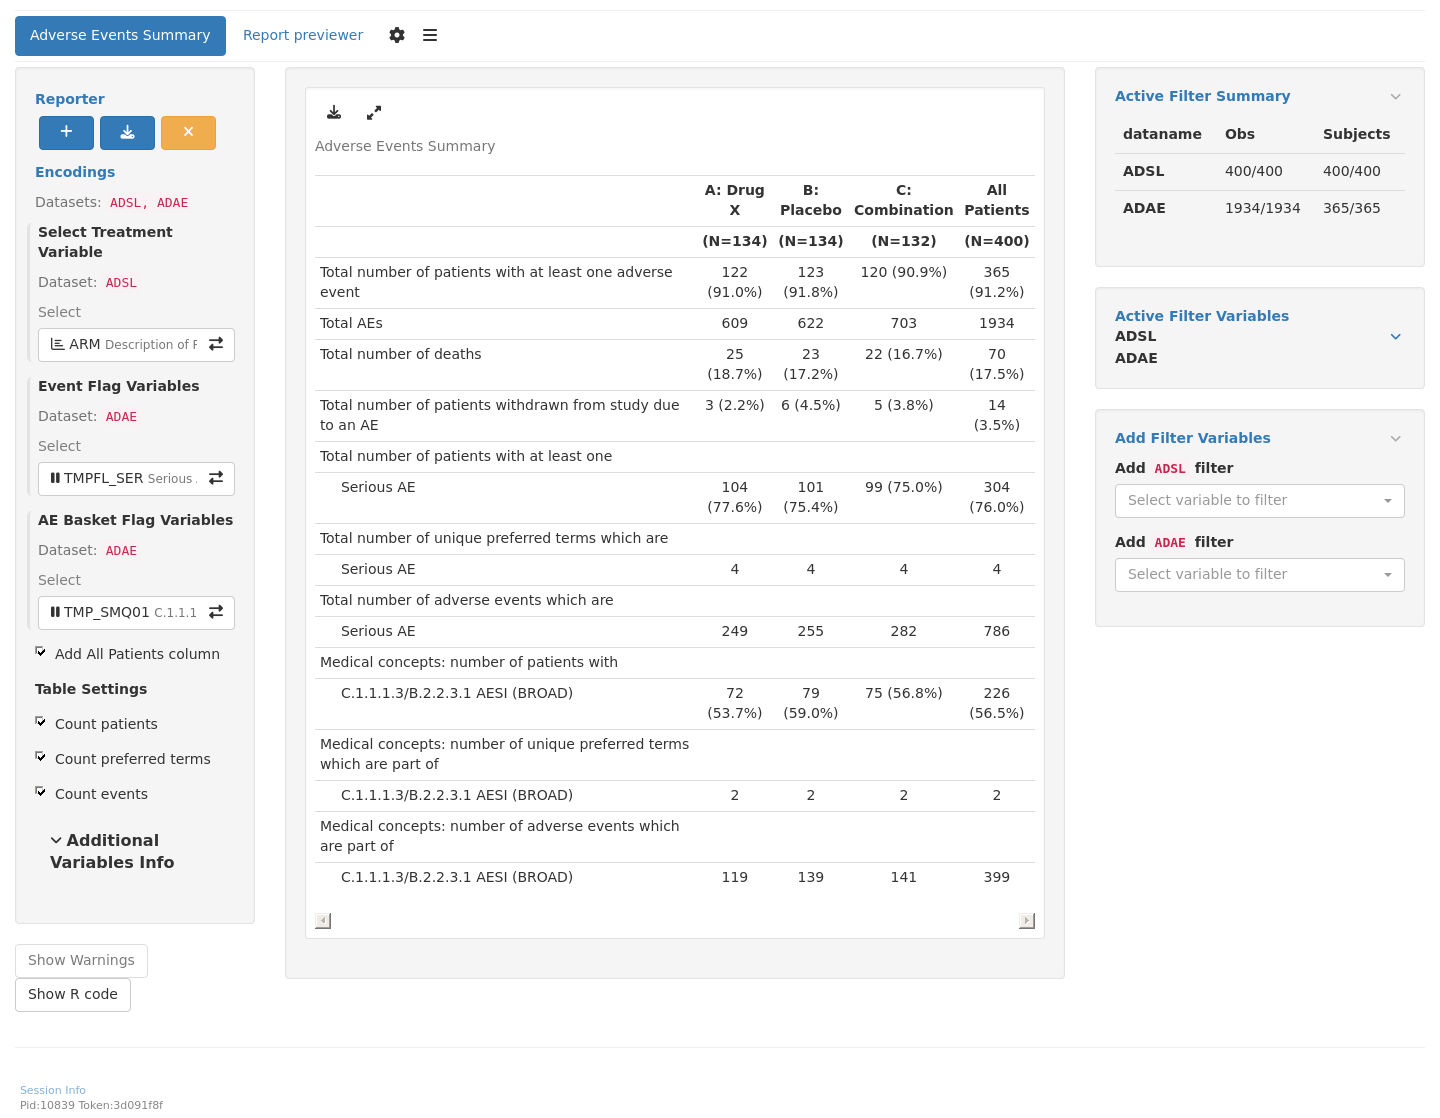 Adverse Events Summary
Report previewer
Reporter
Encodings
Datasets: ADSL, ADAE
Select Treatment
Variable
Dataset: ADSL
Select
ARM Description of
Event Flag Variables
Dataset: ADAE
Select
TMPFL_SER Serious
AE Basket Flag Variables
Dataset: ADAE
Select
TMP_SMQ01 C.1.1.1
Add All Patients column
Table Settings
Count patients
Count preferred terms
Count events
Additional
Variables Info
Show Warnings
Show R code
Adverse Events Summary
A: Drug B: C: All
X Placebo Combination Patients
(N=134) (N=134) (N=132) (N=400)
Total number of patients with at least one adverse 122 123 120 (90.9%) 365
event (91.0%) (91.8%) (91.2%)
Total AEs 609 622 703 1934
Total number of deaths 25 23 22 (16.7%) 70
(18.7%) (17.2%) (17.5%)
Total number of patients withdrawn from study due 3 (2.2%) 6 (4.5%) 5 (3.8%) 14
to an AE (3.5%)
Total number of patients with at least one
Serious AE 104 101 99 (75.0%) 304
(77.6%) (75.4%) (76.0%)
Total number of unique preferred terms which are
Serious AE 4 4 4 4
Total number of adverse events which are
Serious AE 249 255 282 786
Medical concepts: number of patients with
C.1.1.1.3/B.2.2.3.1 AESI (BROAD) 72 79 75 (56.8%) 226
(53.7%) (59.0%) (56.5%)
Medical concepts: number of unique preferred terms
which are part of
C.1.1.1.3/B.2.2.3.1 AESI (BROAD) 2 2 2 2
Medical concepts: number of adverse events which
are part of
C.1.1.1.3/B.2.2.3.1 AESI (BROAD) 119 139 141 399
Active Filter Summary
dataname Obs Subjects
ADSL 400/400 400/400
ADAE 1934/1934 365/365
Active Filter Variables
ADSL
ADAE
Add Filter Variables
Add ADSL filter
Select variable to filter
Add ADAE filter
Select variable to filter
Session Info
Pid:10839 Token:3d091f8f